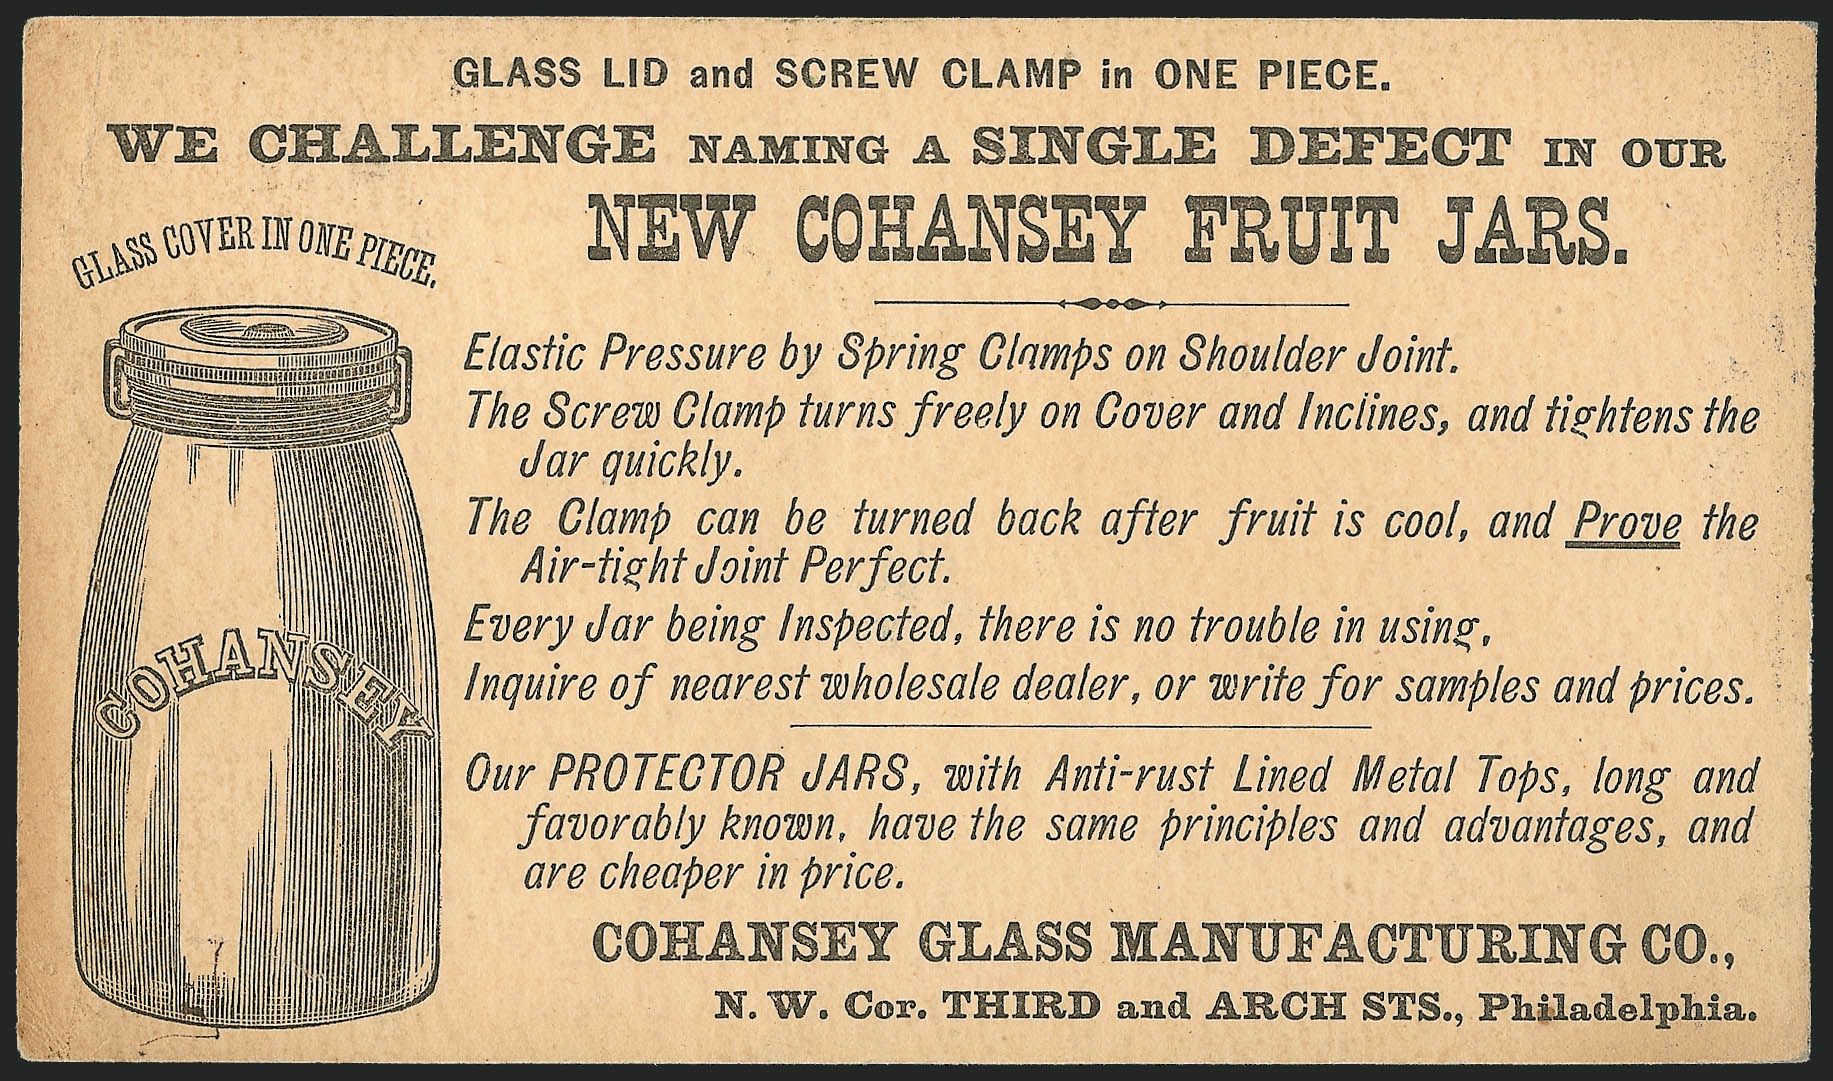 GLASS LID and SCREW CLAMP in ONE PIECE.
WE CHALLENGE NAMING A SINGLE DEFECT IN OUR
NEW COHANSEY FRUIT JARS.
GLASS COVER IN ONE PIECE.
COHANSEY
Elastic Pressure by Spring Clamps on Shoulder Joint.
The Screw Clamp turns freely on Cover and Inclines, and tightens the
Jar quickly.
The Clamp can be turned back after fruit is cool, and Prove the
Air-tight Joint Perfect.
Every Jar being Inspected, there is no trouble in using,
Inquire of nearest wholesale dealer, or write for samples and prices.
Our PROTECTOR JARS, with Anti-rust Lined Metal Tops, long and
favorably known, have the same principles and advantages, and
are cheaper in price.
COHANSEY GLASS MANUFACTURING CO.,
N. W. Cor. THIRD and ARCH STS., Philadelphia.